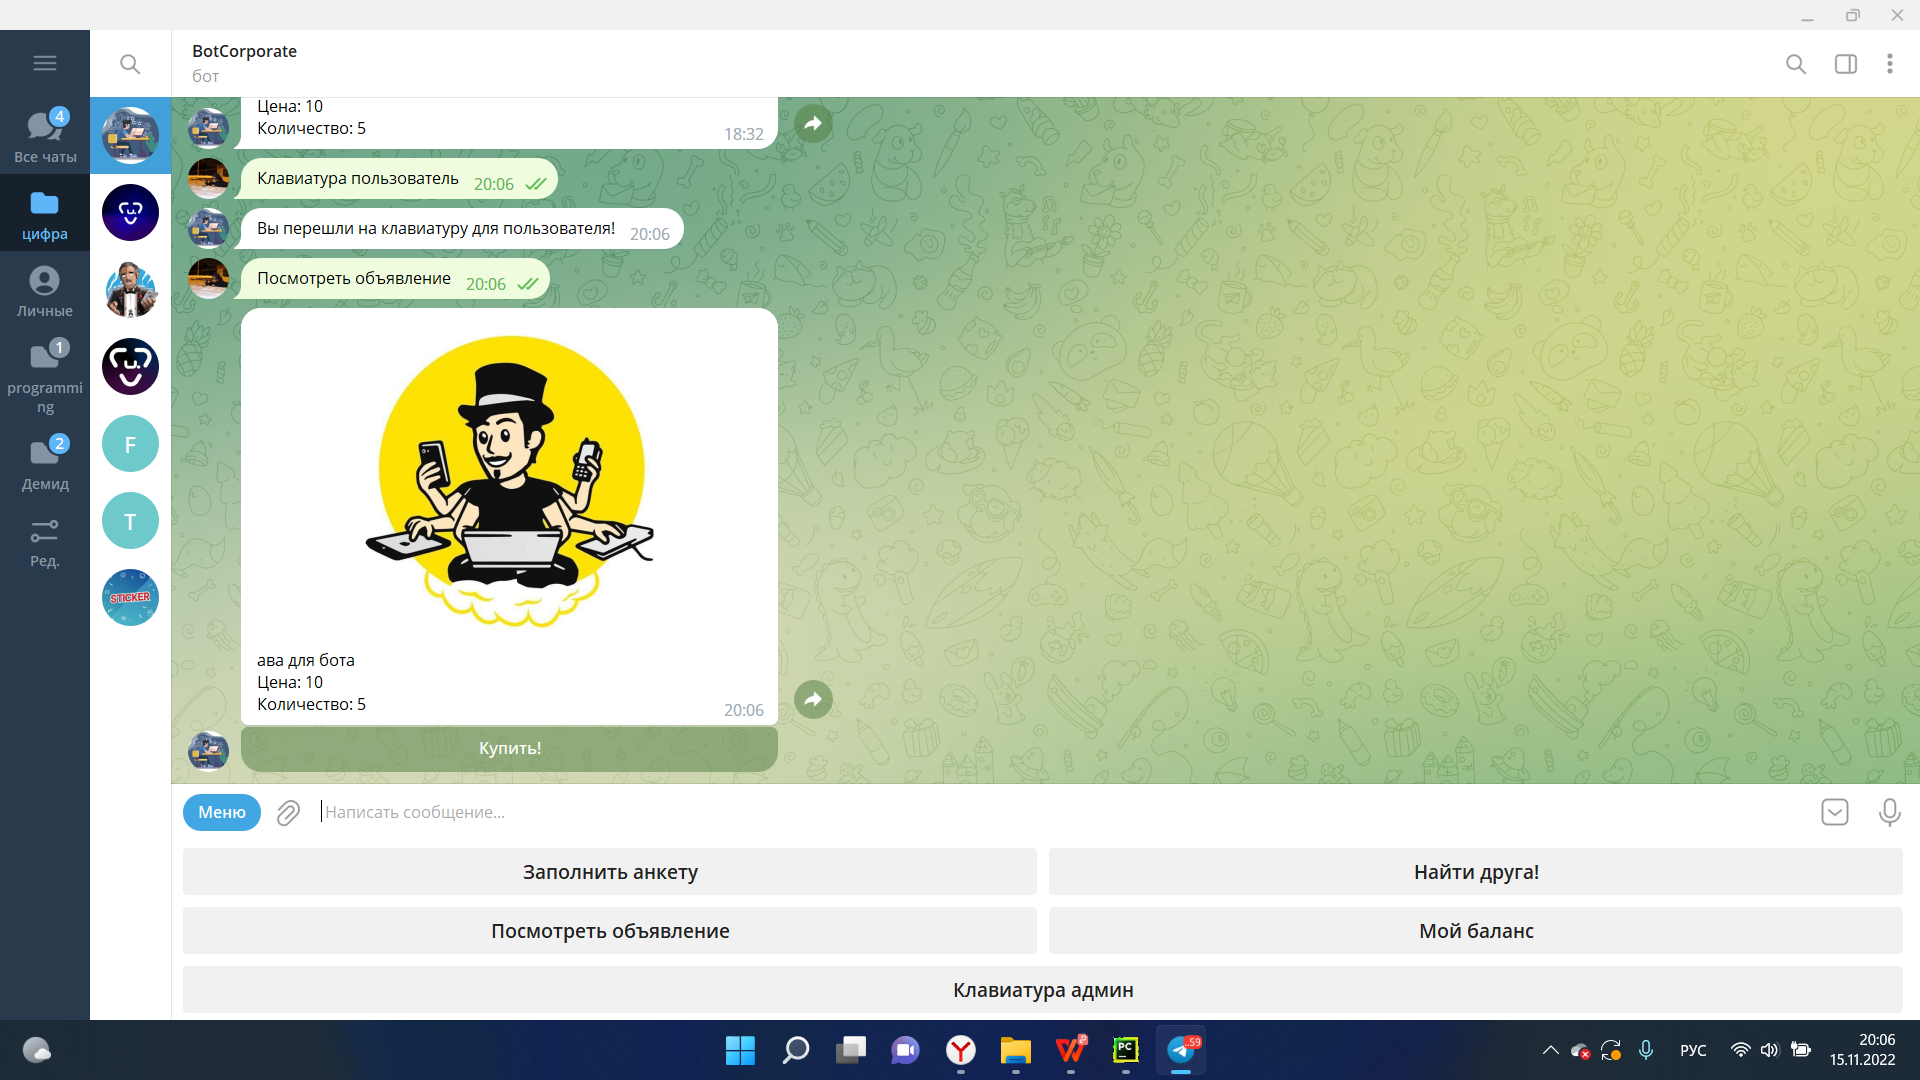 BotCorporate
бот
4
Все чаты
цифра
Личные
1
programmi
ng
2
Демид
Ред.
F
T
STICKER
Цена: 10
Количество: 5
18:32
Клавиатура пользователь 20:06
Вы перешли на клавиатуру для пользователя! 20:06
Посмотреть объявление 20:06
ава для бота
Цена: 10
Количество: 5
20:06
Купить!
Меню
Написать сообщение...
Заполнить анкету
Найти друга!
Посмотреть объявление
Мой баланс
Клавиатура админ
PC
..59
РУС
20:06
15.11.2022